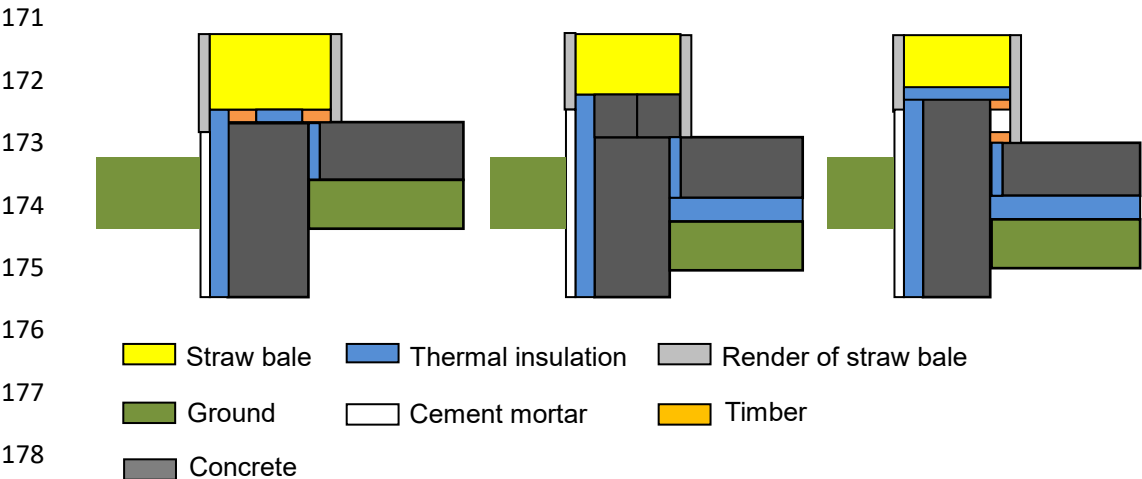 171
172
173
174
175
176
Straw bale Thermal insulation Render of straw bale
177
Ground Cement mortar Timber
178
Concrete